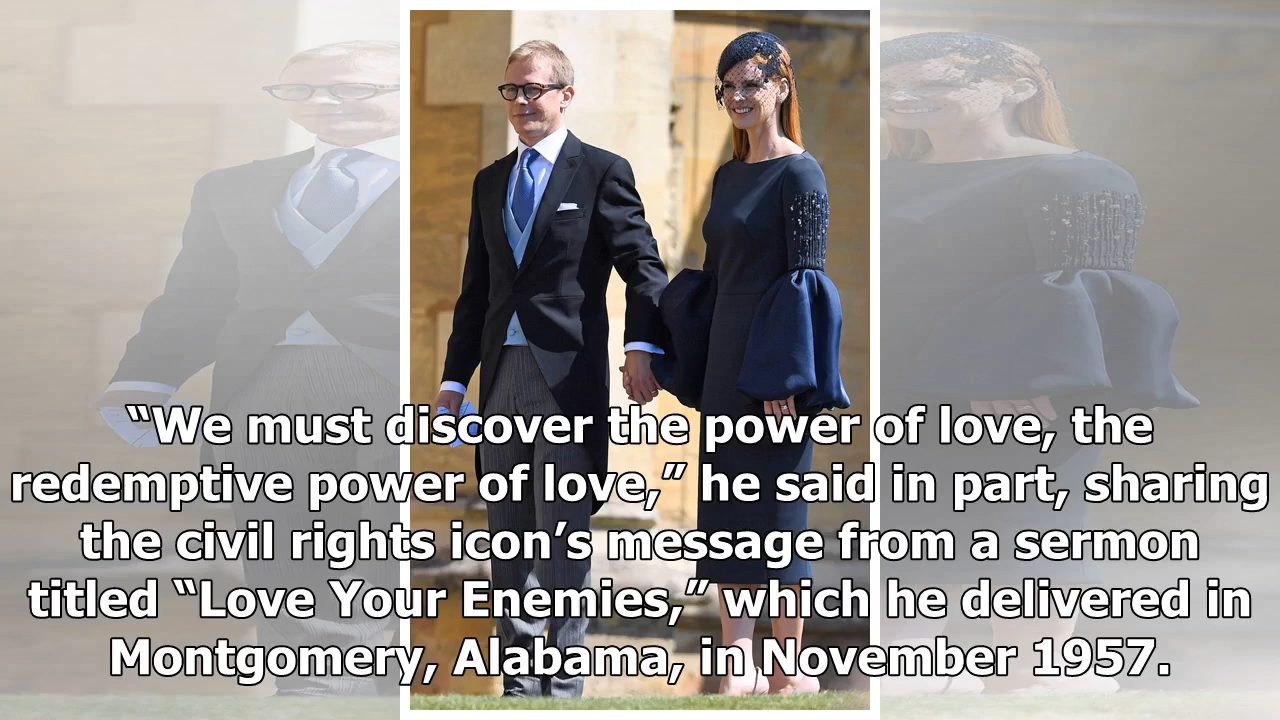 “We must discover the power of love, the
redemptive power of love,” he said in part, sharing
the civil rights icon’s message from a sermon
titled “Love Your Enemies,” which he delivered in
Montgomery, Alabama, in November 1957.